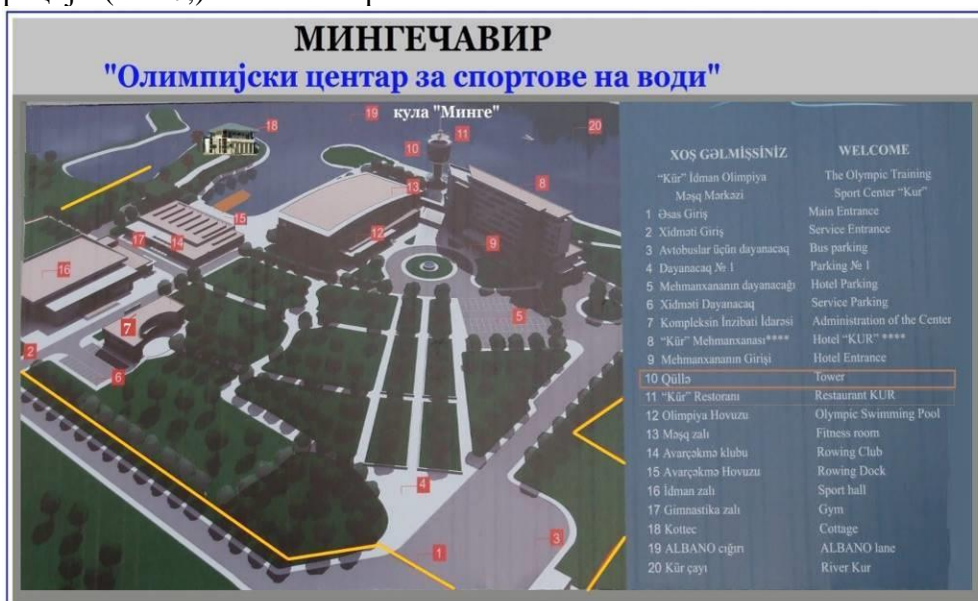 МИНГЕЧАВИР
"Олимпијски центар за спортове на води"
19 кула "Минге" 20
18 11
10
13 8
15
17 14 12 9
16
7 5
2
6
4
1 3
XOŞ GƏLMİŞSİNİZ WELCOME
"Kür" İdman Olimpiya The Olympic Training
Məşq Mərkəzi Sport Center "Kur"
1 Əsas Giriş Main Entrance
2 Xidməti Giriş Service Entrance
3 Avtobuslar üçün dayanacaq Bus parking
4 Dayanacaq № 1 Parking № 1
5 Mehmanxananın dayanacağı Hotel Parking
6 Xidməti Dayanacaq Service Parking
7 Kompleksin İnzibati İdarəsi Administration of the Center
8 "Kür" Mehmanxanası**** Hotel "KUR" ****
9 Mehmanxananın Girişi Hotel Entrance
10 Qüllə Tower
11 "Kür" Restoranı Restaurant KUR
12 Olimpiya Hovuzu Olympic Swimming Pool
13 Məşq zalı Fitness room
14 Avarçəkmə klubu Rowing Club
15 Avarçəkmə Hovuzu Rowing Dock
16 İdman zalı Sport hall
17 Gimnastika zalı Gym
18 Kottec Cottage
19 ALBANO cığırı ALBANO lane
20 Kür çayı River Kur